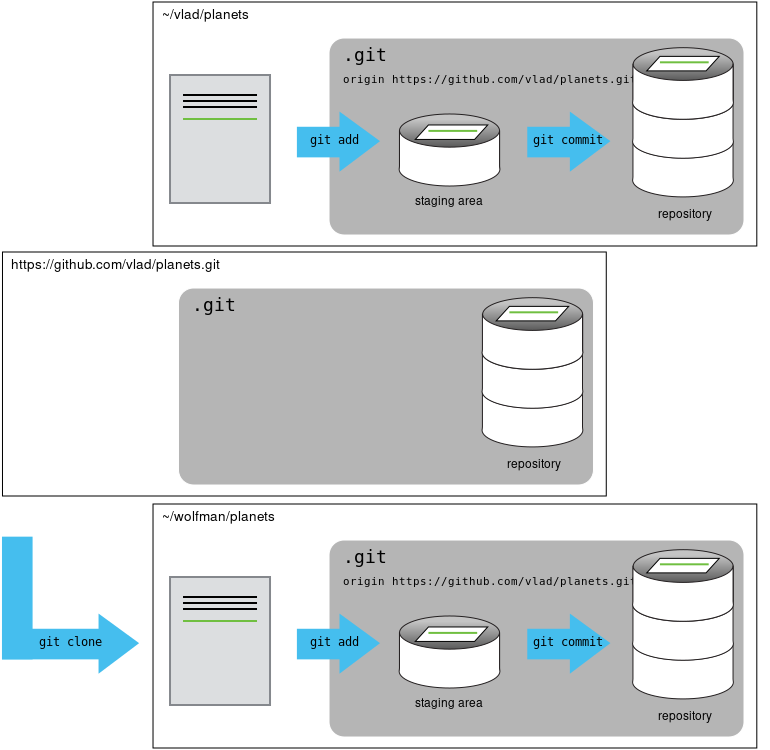 ~/vlad/planets
.git
origin https://github.com/vlad/planets.git
git add
git commit
staging area
repository
https://github.com/vlad/planets.git
.git
repository
~/wolfman/planets
.git
origin https://github.com/vlad/planets.git
git clone
git add
git commit
staging area
repository